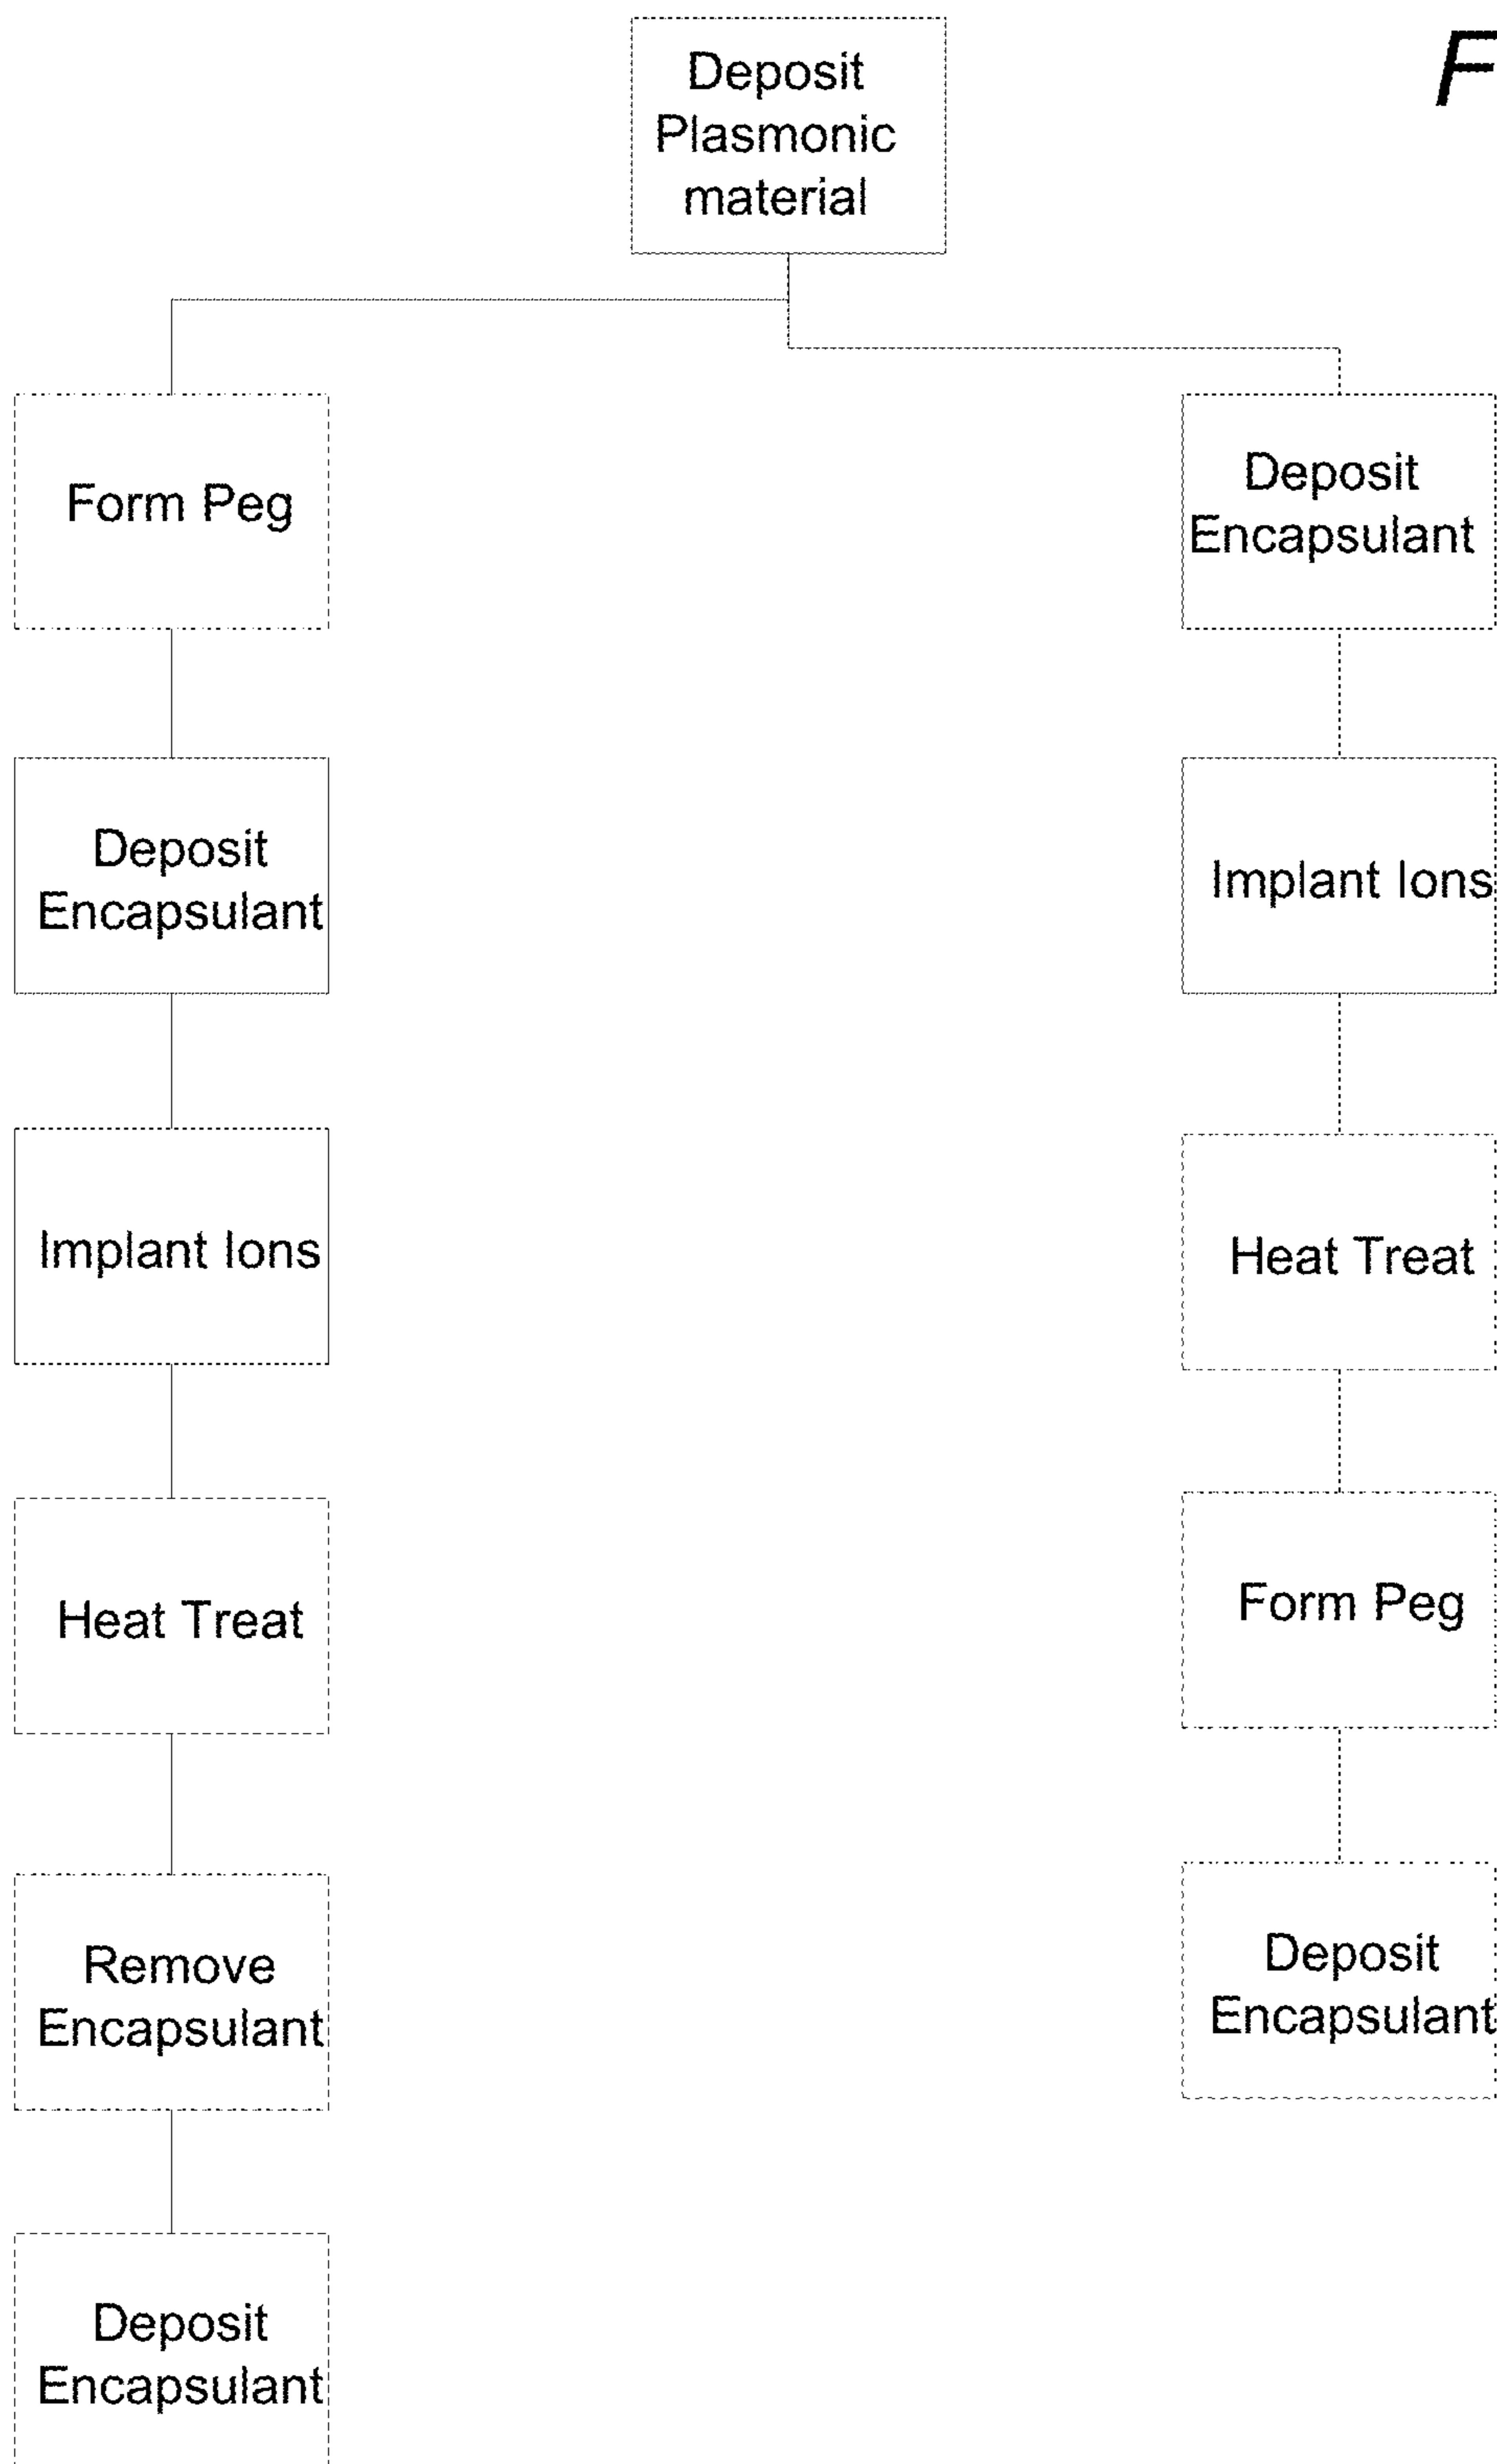 F
Deposit
Plasmonic
material
Form Peg
Deposit
Encapsulant
Implant Ions
Heat Treat
Remove
Encapsulant
Deposit
Encapsulant
Deposit
Encapsulant
Implant Ions
Heat Treat
Form Peg
Deposit
Encapsulant